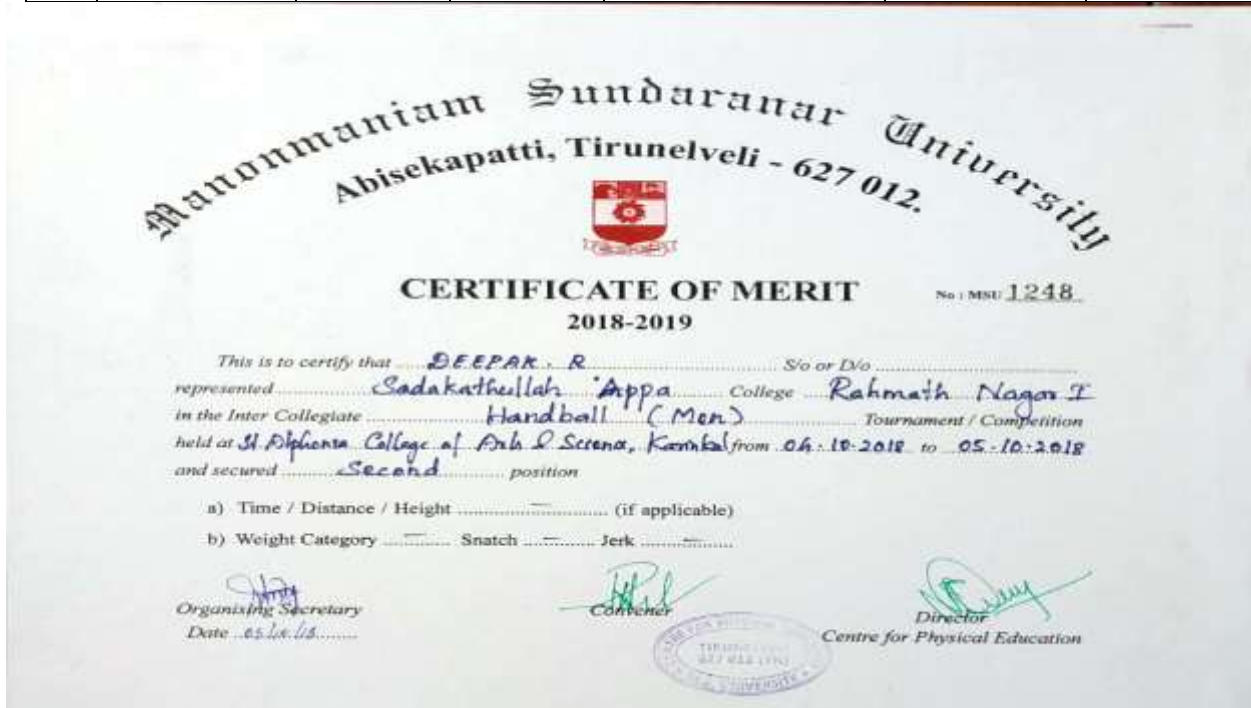 Manonmaniam Sundaranar University
Abisekapatti, Tirunelveli - 627 012.
CERTIFICATE OF MERIT No : MSU 1248
2018-2019
This is to certify that DEEPAK. R S/o or D/o
represented Sadakathullah Appa College Rahmath Nagar I
in the Inter Collegiate Handball (Men) Tournament / Competition
held at St. Alphonsa College of Arts & Science, from 04.10.2018 to 05.10.2018
and secured Second position
a) Time / Distance / Height — (if applicable)
b) Weight Category — Snatch — Jerk —
Organising Secretary Convener Director
Date 05/10/18 Centre for Physical Education
TIRUNELVELI
UNIVERSITY